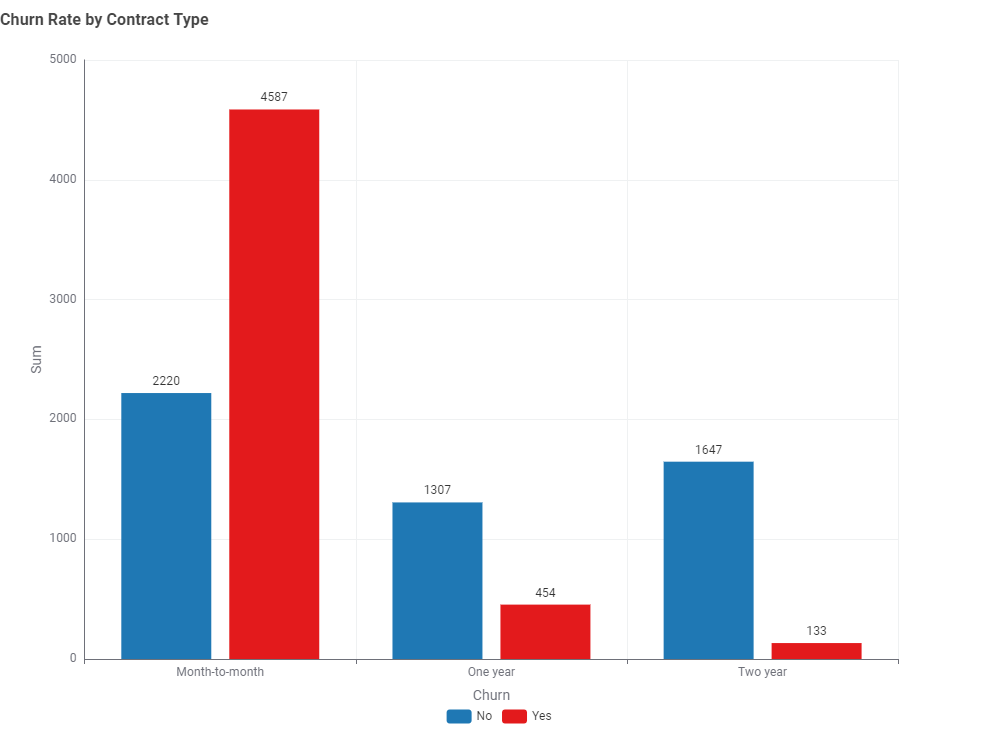 Churn Rate by Contract Type
5000
4587
4000
3000
Sum
2220
2000
1647
1307
1000
454
133
0
Month-to-month One year Two year
Churn
No Yes